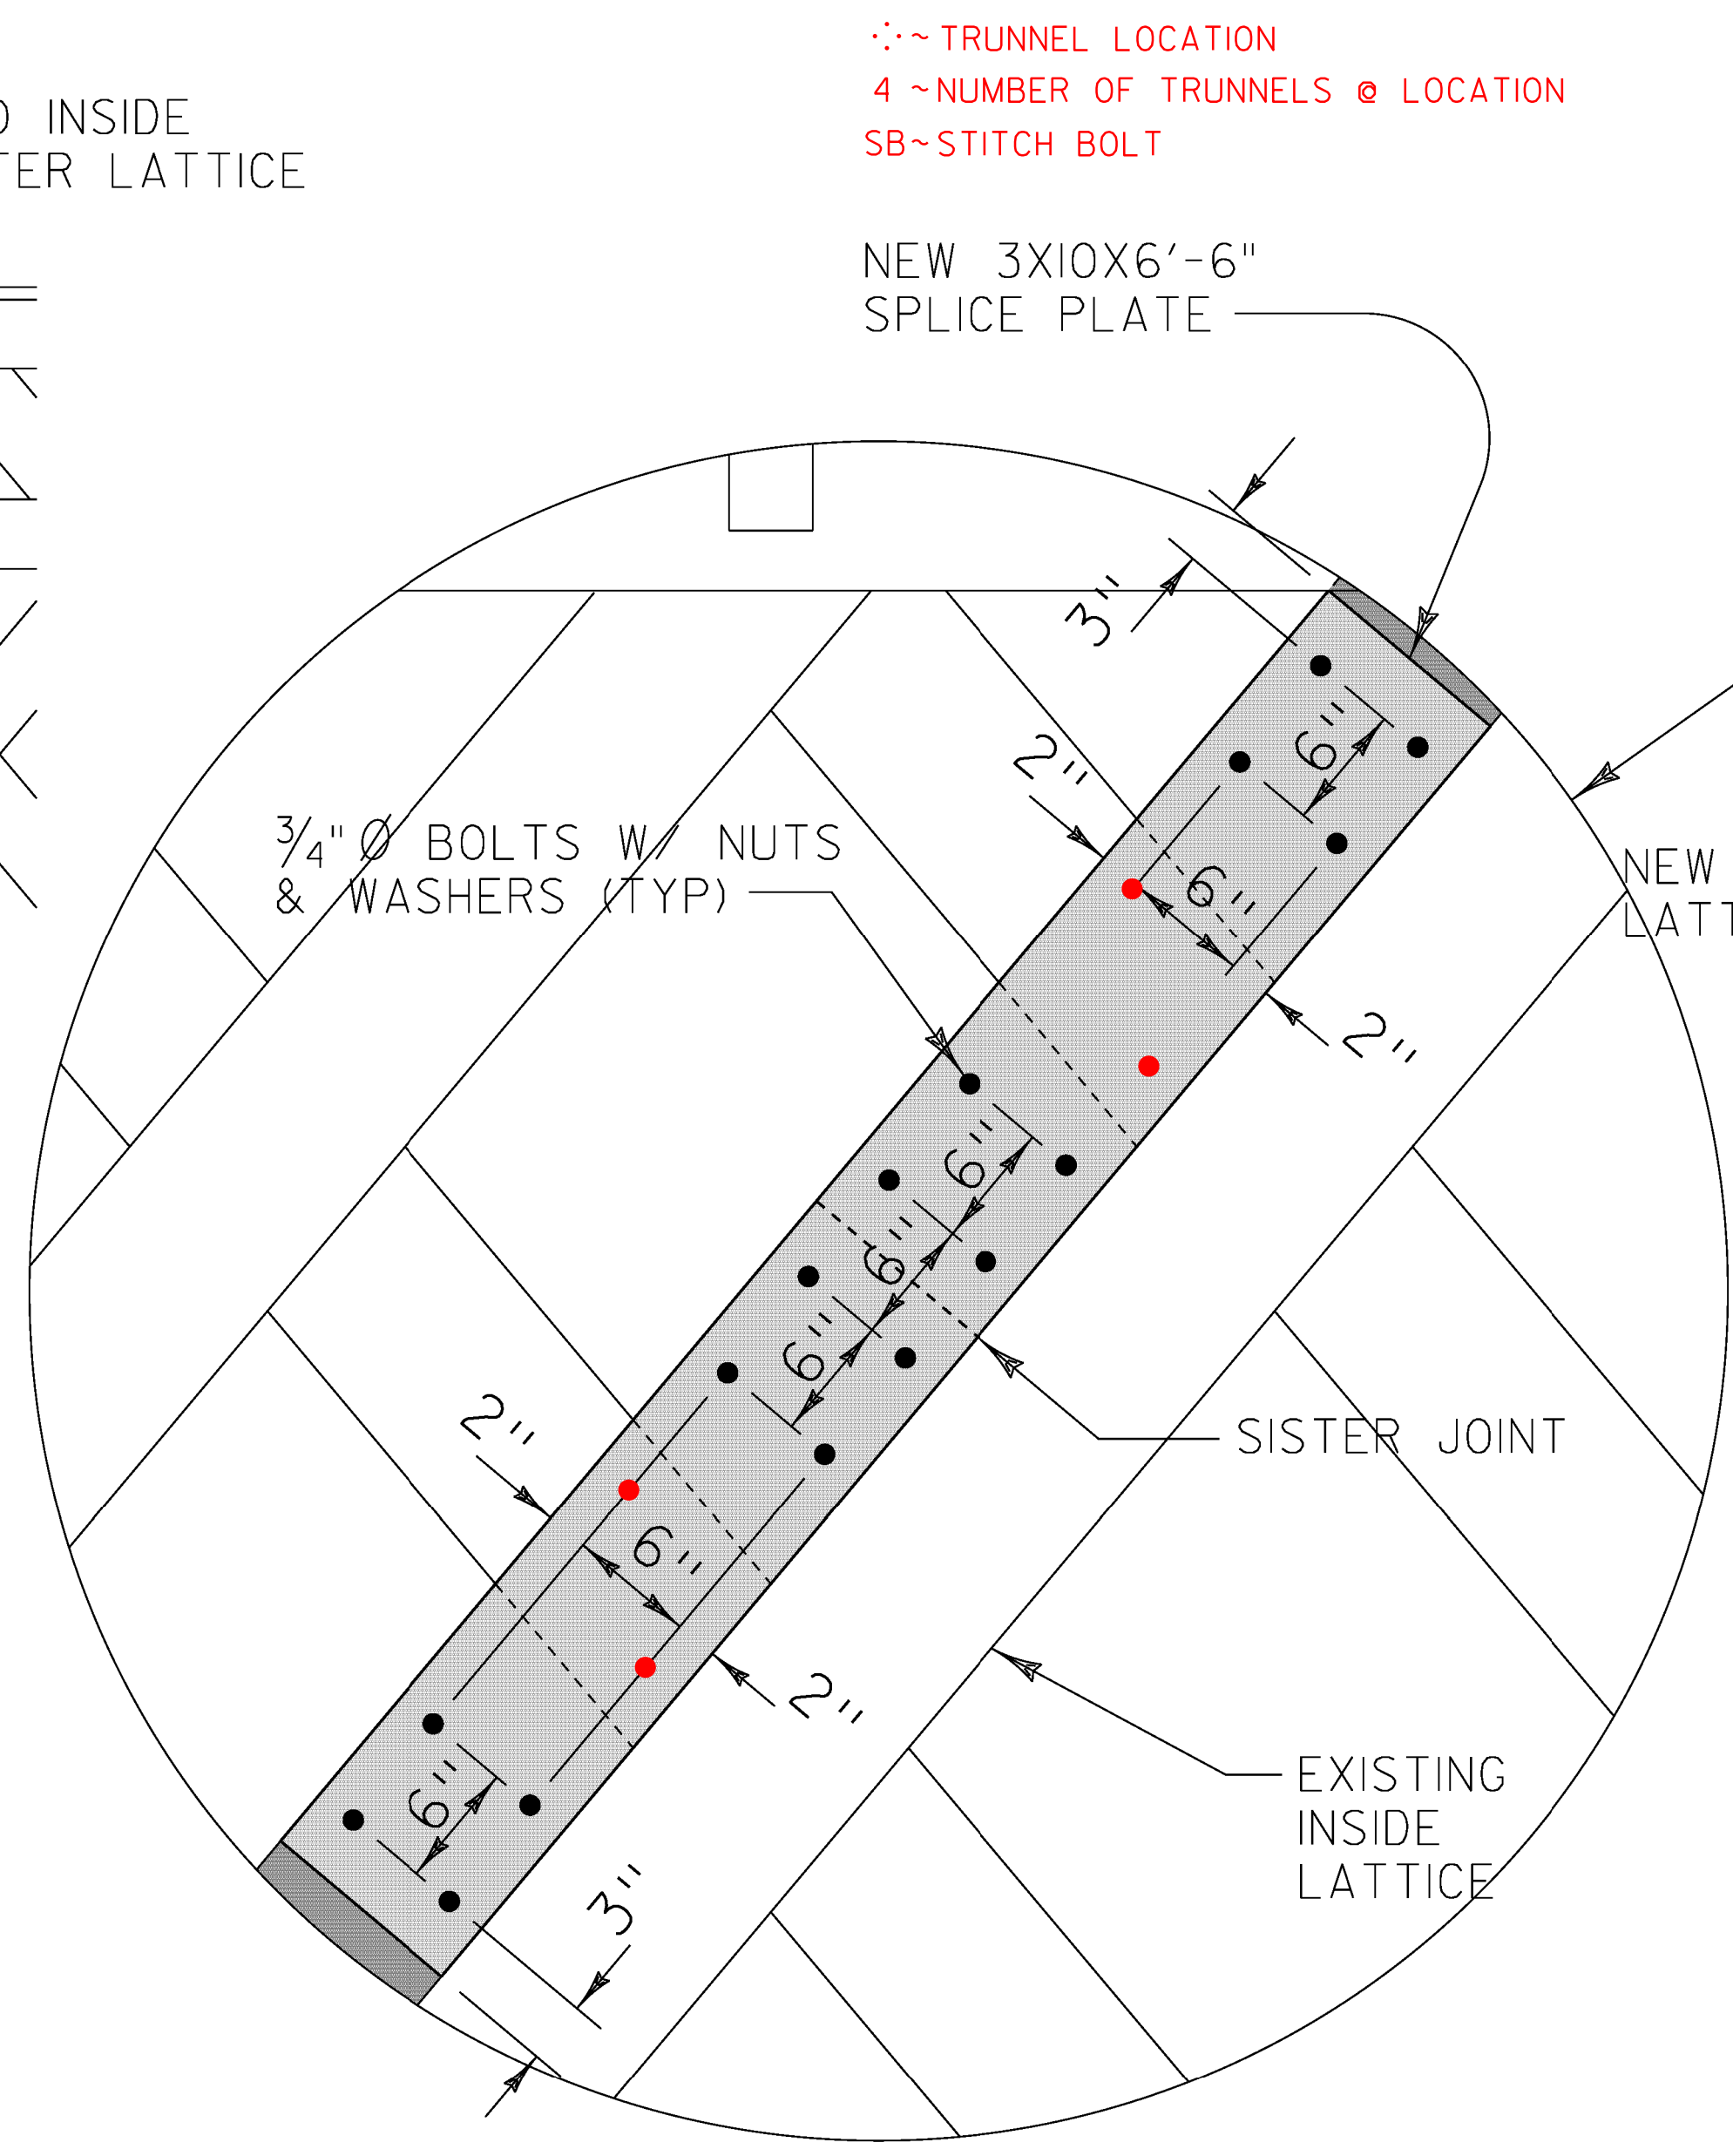 ~ TRUNNEL LOCATION
4 ~ NUMBER OF TRUNNELS @ LOCATION
SB ~ STITCH BOLT
INSIDE
LATTICE
NEW 3X10X6'-6"
SPLICE PLATE
3"
6"
2"
3/4" Ø BOLTS W/ NUTS
& WASHERS (TYP)
6"
NEW
2"
6"
6"
6"
2"
SISTER JOINT
6"
2"
EXISTING
INSIDE
LATTICE
6"
3"